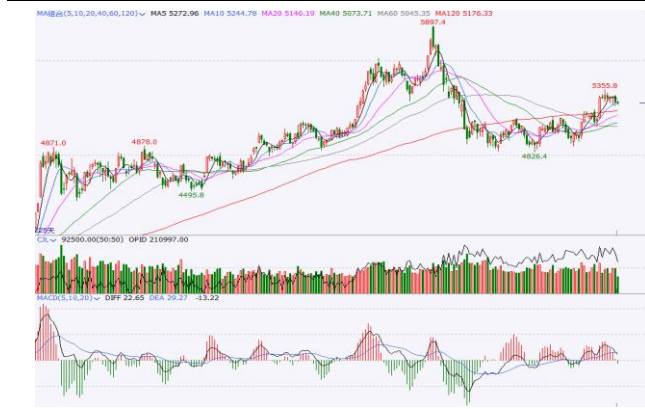 MA组合(5,10,20,40,60,120) MA5 5272.96 MA10 5244.78 MA20 5146.19 MA40 5073.71 MA60 5045.35 MA120 5176.33
5897.4
5355.8
4871.0
4878.0
4826.4
4495.8
CJL 92500.00(50:50) OPID 210997.00
MACD(5,10,20) DIFF 22.65 DEA 29.27 -13.22